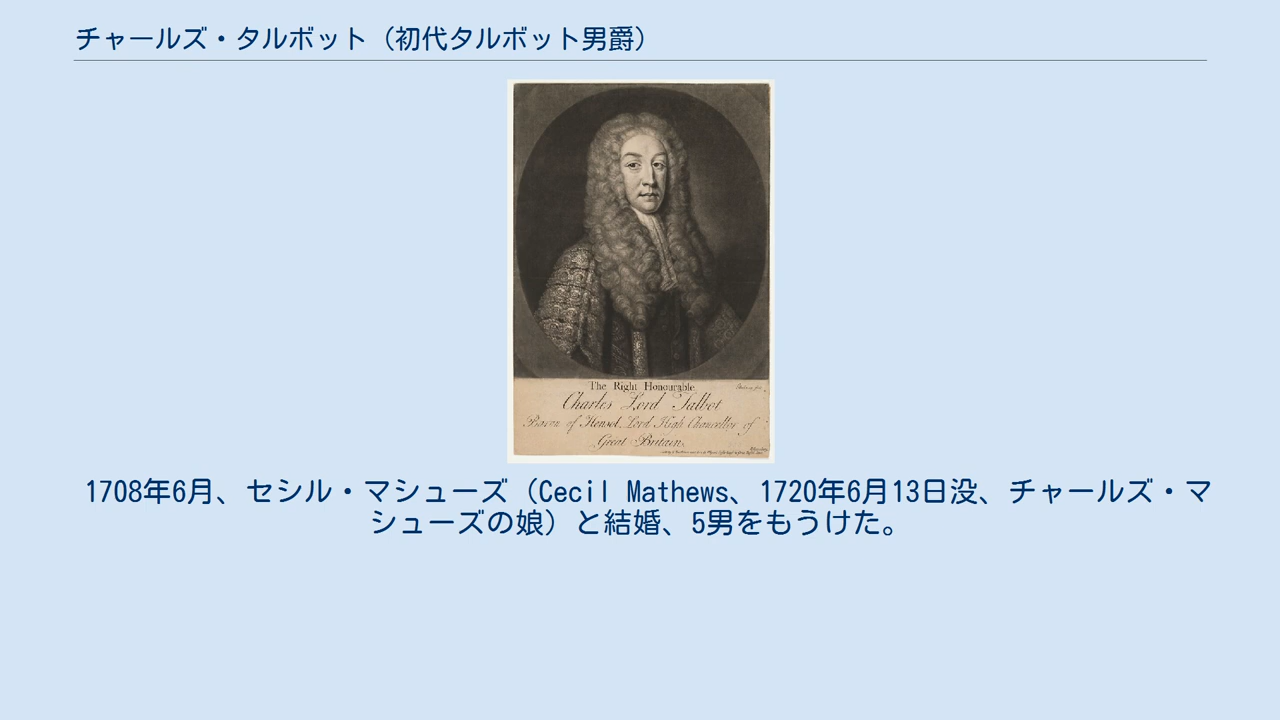 チャールズ・タルボット（初代タルボット男爵）
The Right Honourable
Charles Lord Talbot
Baron of Hensol, Lord High Chancellor of
Great Britain.
1708年6月、セシル・マシューズ（Cecil Mathews、1720年6月13日没、チャールズ・マ
シューズの娘）と結婚、5男をもうけた。